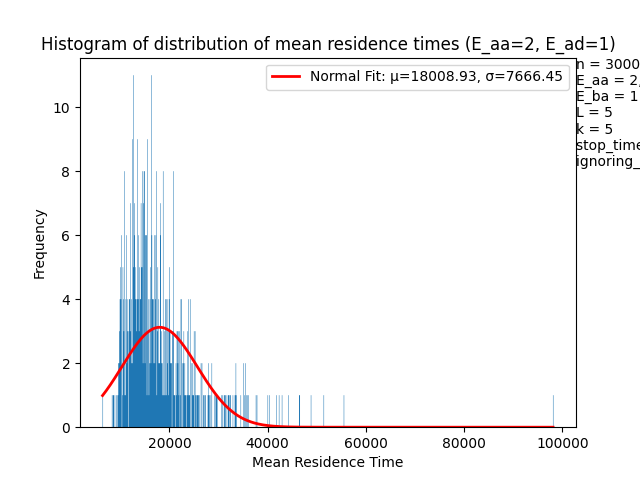 Histogram of distribution of mean residence times (E_aa=2, E_ad=1)
n = 3000
E_aa = 2,
E_ba = 1
L = 5
k = 5
stop_time
ignoring_
Normal Fit: μ=18008.93, σ=7666.45
10
8
6
4
2
0
Frequency
20000 40000 60000 80000 100000
Mean Residence Time